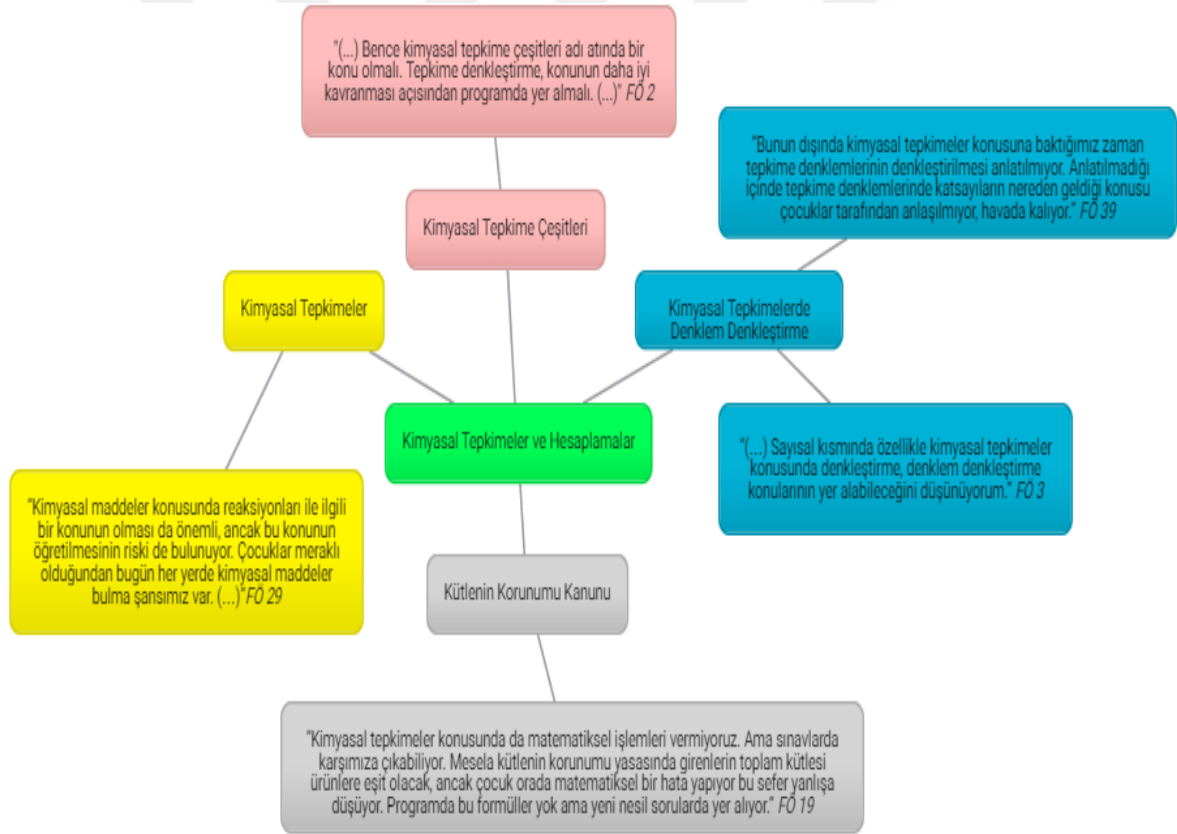 "(...) Bence kimyasal tepkime çeşitleri adı atında bir
konu olmalı. Tepkime denkleştirme, konunun daha iyi
kavranması açısından programda yer almalı. (...)" FÖ 2
"Bunun dışında kimyasal tepkimeler konusuna baktığımız zaman
tepkime denklemlerinin denkleştirilmesi anlatılmıyor. Anlatılmadığı
içinde tepkime denklemlerinde katsayıların nereden geldiği konusu
çocuklar tarafından anlaşılmıyor, havada kalıyor." FÖ 39
Kimyasal Tepkime Çeşitleri
Kimyasal Tepkimeler
Kimyasal Tepkimelerde
Denklem Denkleştirme
Kimyasal Tepkimeler ve Hesaplamalar
"(...) Sayısal kısmında özellikle kimyasal tepkimeler
konusunda denkleştirme, denklem denkleştirme
konularının yer alabileceğini düşünüyorum." FÖ 3
"Kimyasal maddeler konusunda reaksiyonları ile ilgili
bir konunun olması da önemli, ancak bu konunun
öğretilmesinin riski de bulunuyor. Çocuklar meraklı
olduğundan bugün her yerde kimyasal maddeler
bulma şansımız var. (...)"FÖ 29
Kütlenin Korunumu Kanunu
"Kimyasal tepkimeler konusunda da matematiksel işlemleri vermiyoruz. Ama sınavlarda
karşımıza çıkabiliyor. Mesela kütlenin korunumu yasasında girenlerin toplam kütlesi
ürünlere eşit olacak, ancak çocuk orada matematiksel bir hata yapıyor bu sefer yanlışa
düşüyor. Programda bu formüller yok ama yeni nesil sorularda yer alıyor." FÖ 19